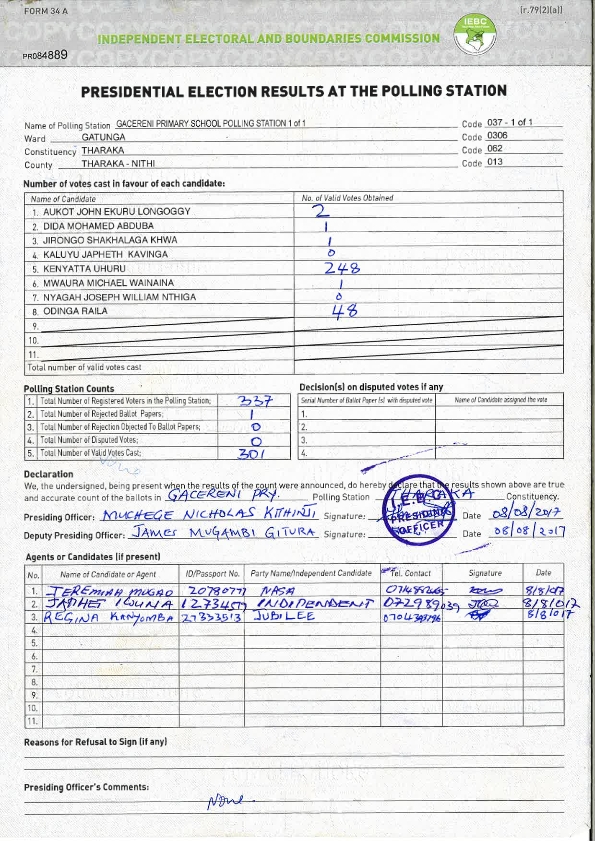 FORM 34 A
(r.79(2)(a))
INDEPENDENT ELECTORAL AND BOUNDARIES COMMISSION
IEBC
PR084889
PRESIDENTIAL ELECTION RESULTS AT THE POLLING STATION
Name of Polling Station GACERENI PRIMARY SCHOOL POLLING STATION 1 of 1 Code 037 - 1 of 1
Ward GATUNGA Code 0306
Constituency THARAKA Code 062
County THARAKA - NITHI Code 013
Number of votes cast in favour of each candidate:
Name of Candidate No. of Valid Votes Obtained
1. AUKOT JOHN EKURU LONGOGGY 2
2. DIDA MOHAMED ABDUBA 1
3. JIRONGO SHAKHALAGA KHWA 1
4. KALUYU JAPHETH KAVINGA 0
5. KENYATTA UHURU 248
6. MWAURA MICHAEL WAINAINA 1
7. NYAGAH JOSEPH WILLIAM NTHIGA 0
8. ODINGA RAILA 48
9.
10.
11.
Total number of valid votes cast
Polling Station Counts
1. Total Number of Registered Voters in the Polling Station; 337
2. Total Number of Rejected Ballot Papers; 1
3. Total Number of Rejection Objected To Ballot Papers; 0
4. Total Number of Disputed Votes; 0
5. Total Number of Valid Votes Cast; 301
Decision(s) on disputed votes if any
Serial Number of Ballot Paper (s) with disputed vote Name of Candidate assigned the vote
1.
2.
3.
4.
None
Declaration
We, the undersigned, being present when the results of the count were announced, do hereby declare that the results shown above are true
and accurate count of the ballots in GACERENI PRY. Polling Station THARAKA Constituency.
Presiding Officer: MUCHEGE NICHOLAS KITHINJI Signature: Date 08/08/2017
Deputy Presiding Officer: JAMES MUGAMBI GITURA Signature: Date 08/08/2017
I.E.B.C
PRESIDING
OFFICER
Agents or Candidates (if present)
No. Name of Candidate or Agent ID/Passport No. Party Name/Independent Candidate Tel. Contact Signature Date
1. JEREMIAH 20780777 NASA 8/8/017
2. INDIPENDENT 8/8/017
3. REGINA KANYOMBA 27333513 JUBILEE 8/8/017
4.
5.
6.
7.
8.
9.
10.
11.
Reasons for Refusal to Sign (if any)
Presiding Officer's Comments:
None